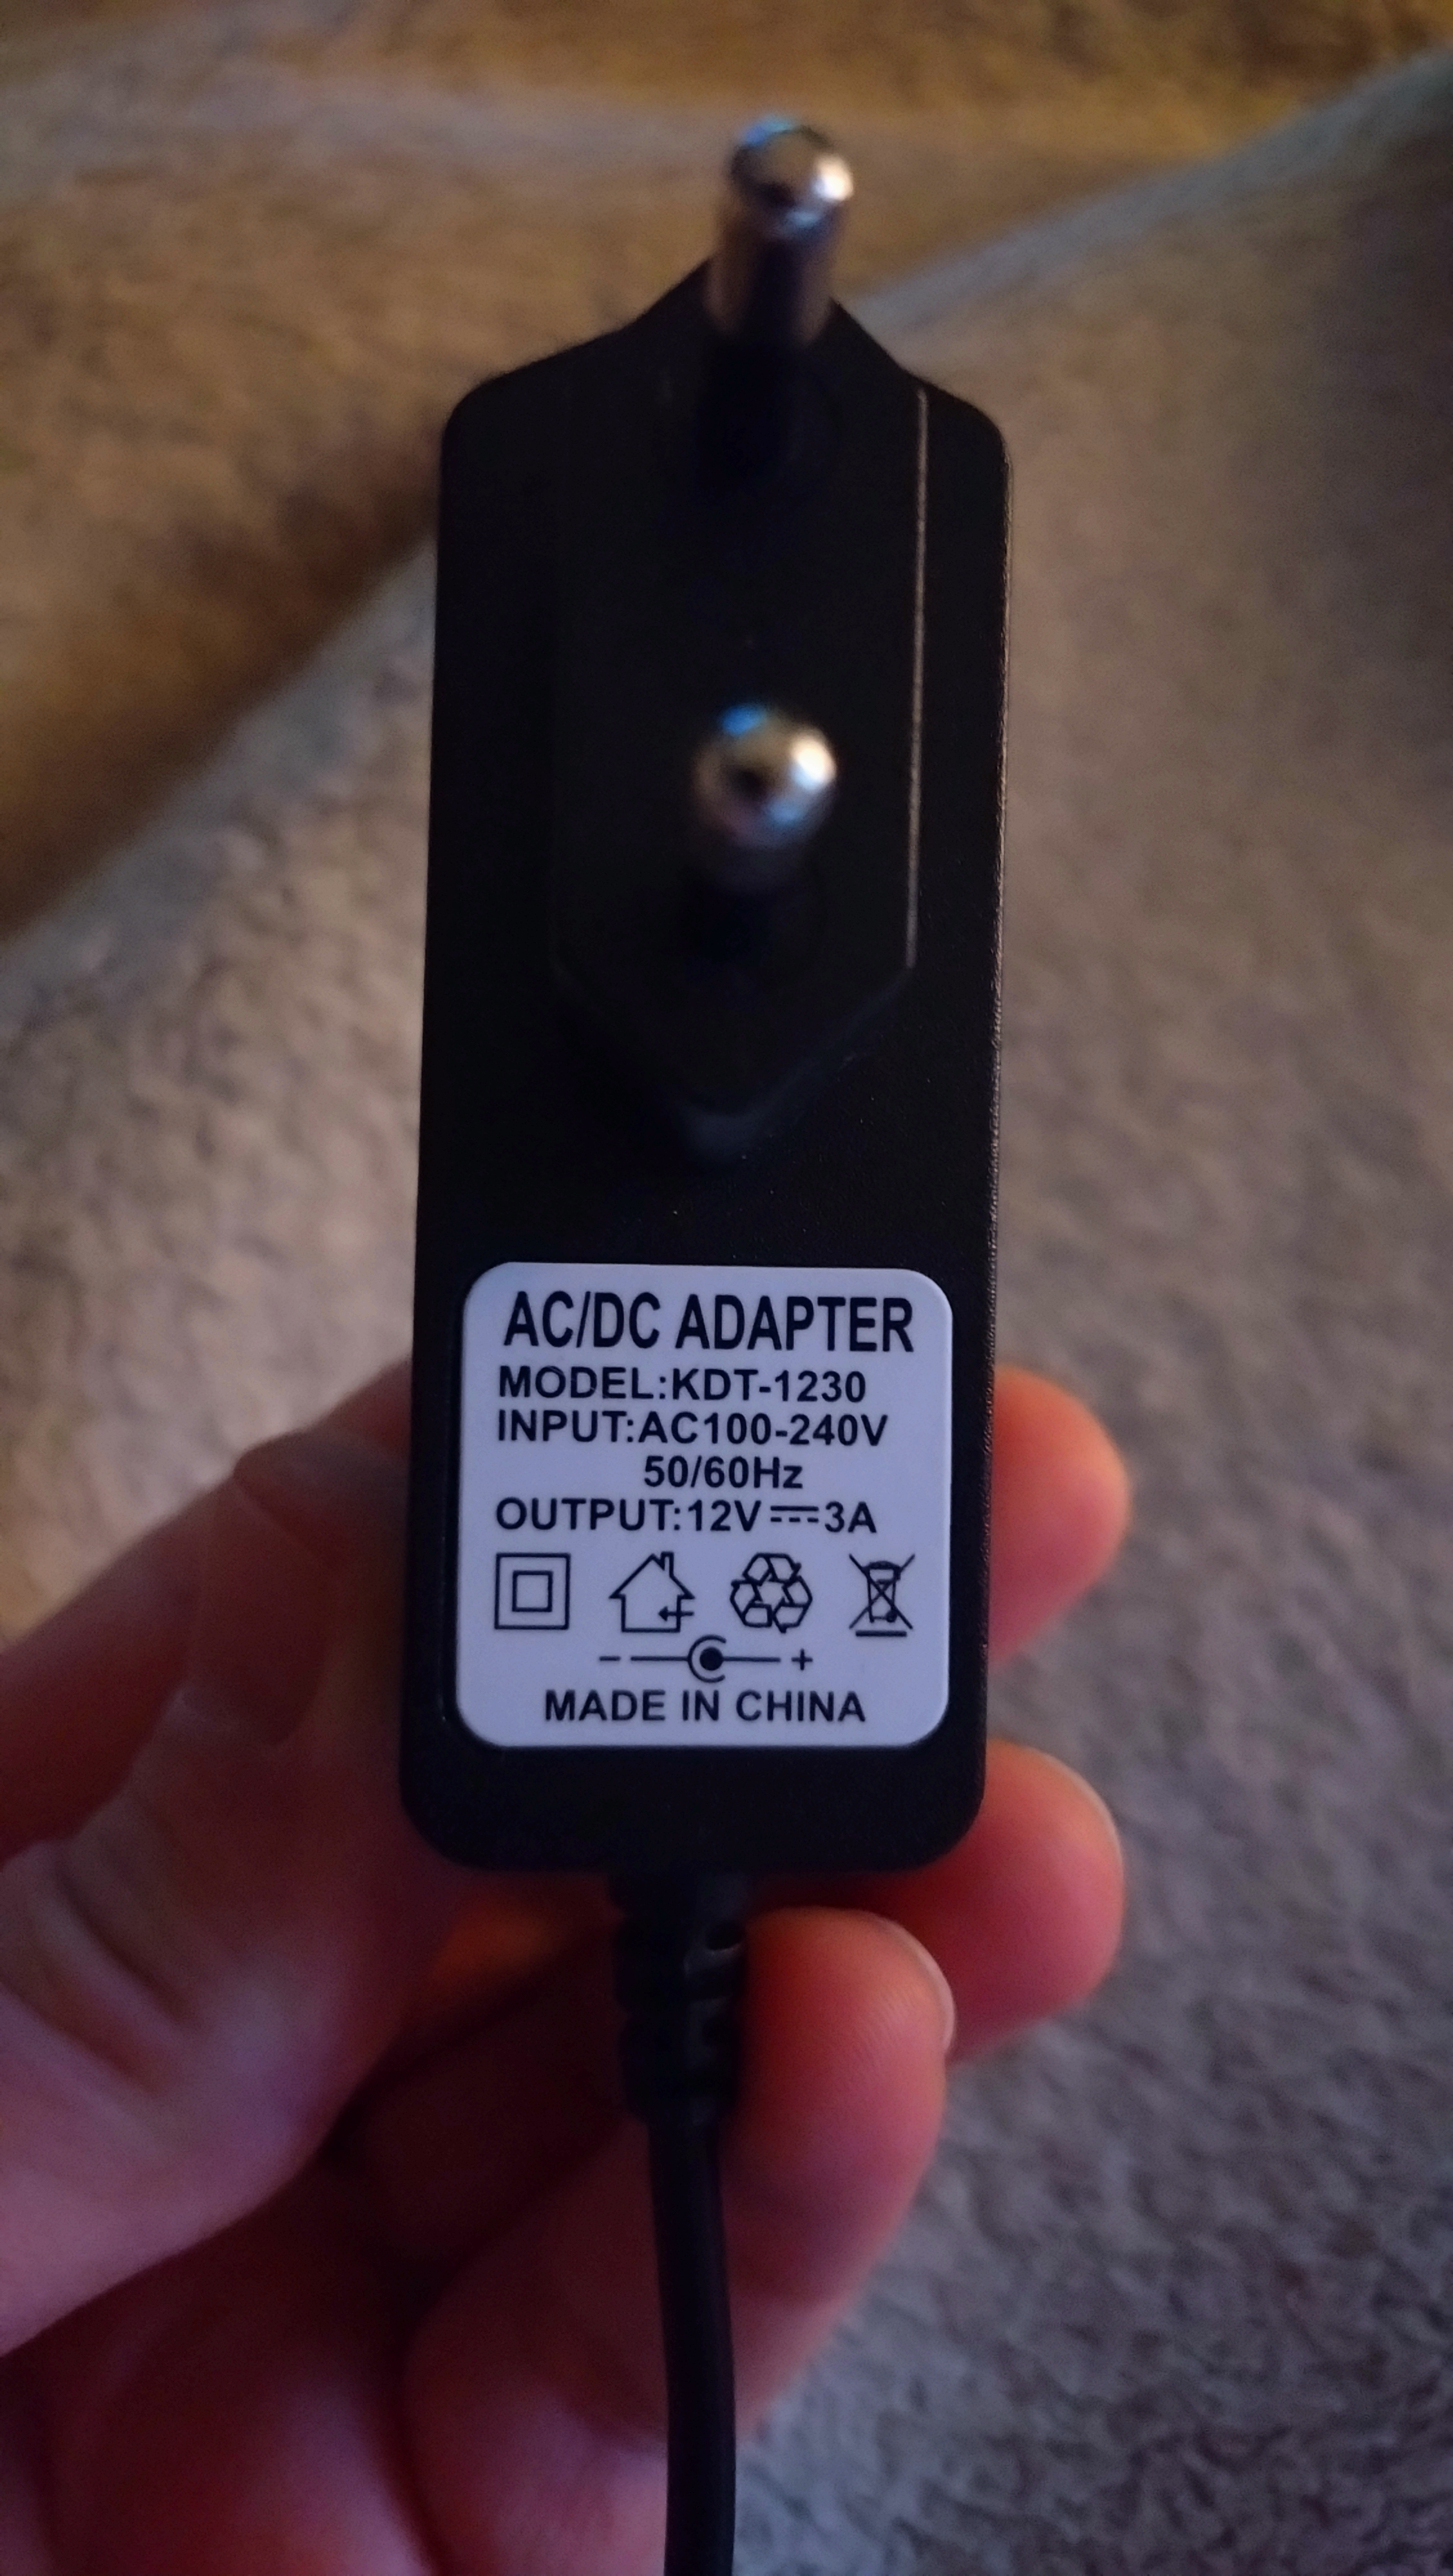 AC/DC ADAPTER
MODEL:KDT-1230
INPUT:AC100-240V
50/60Hz
OUTPUT:12V⎓3A
- +
MADE IN CHINA